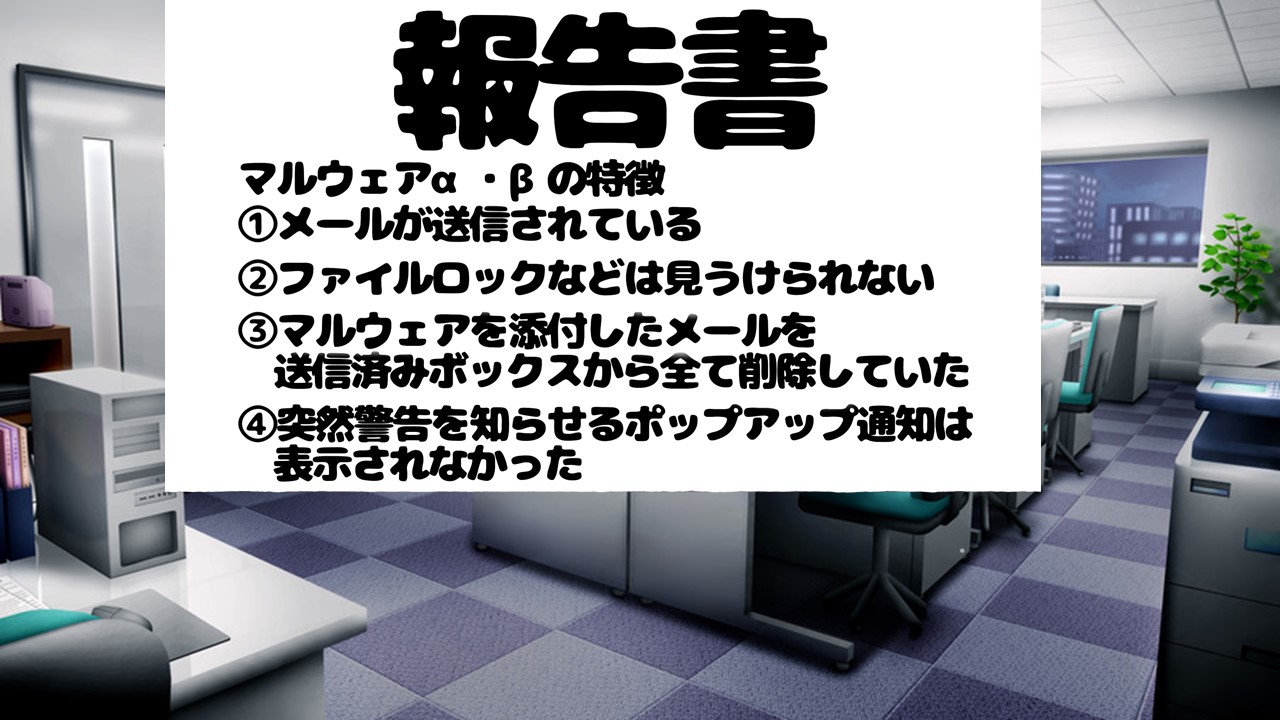 報告書
マルウェアα・βの特徴
①メールが送信されている
②ファイルロックなどは見うけられない
③マルウェアを添付したメールを
送信済みボックスから全て削除していた
④突然警告を知らせるポップアップ通知は
表示されなかった